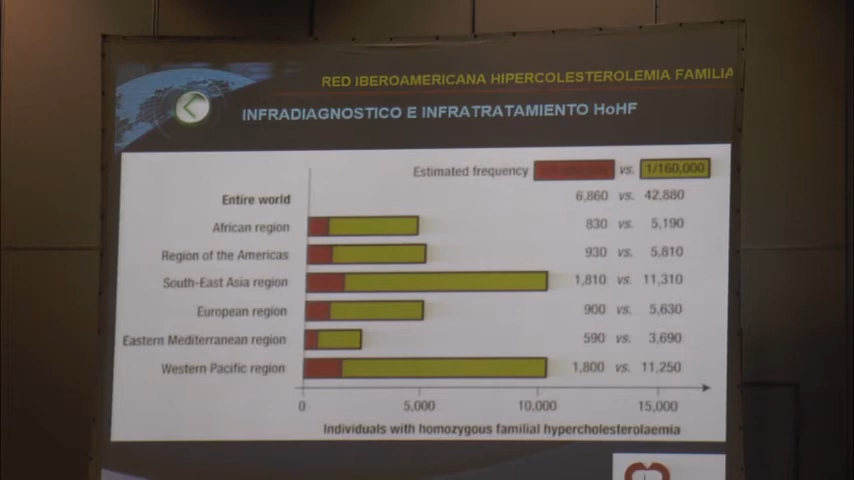 RED IBEROAMERICANA HIPERCOLESTEROLEMIA FAMILIA
INFRADIAGNOSTICO E INFRATRATAMIENTO HoHF
Estimated frequency vs. 1/160,000
Entire world 6,860 vs. 42,880
African region 830 vs. 5,190
Region of the Americas 930 vs. 5,810
South-East Asia region 1,810 vs. 11,310
European region 900 vs. 5,630
Eastern Mediterranean region 590 vs. 3,690
Western Pacific region 1,800 vs. 11,250
0 5,000 10,000 15,000
Individuals with homozygous familial hypercholesterolaemia